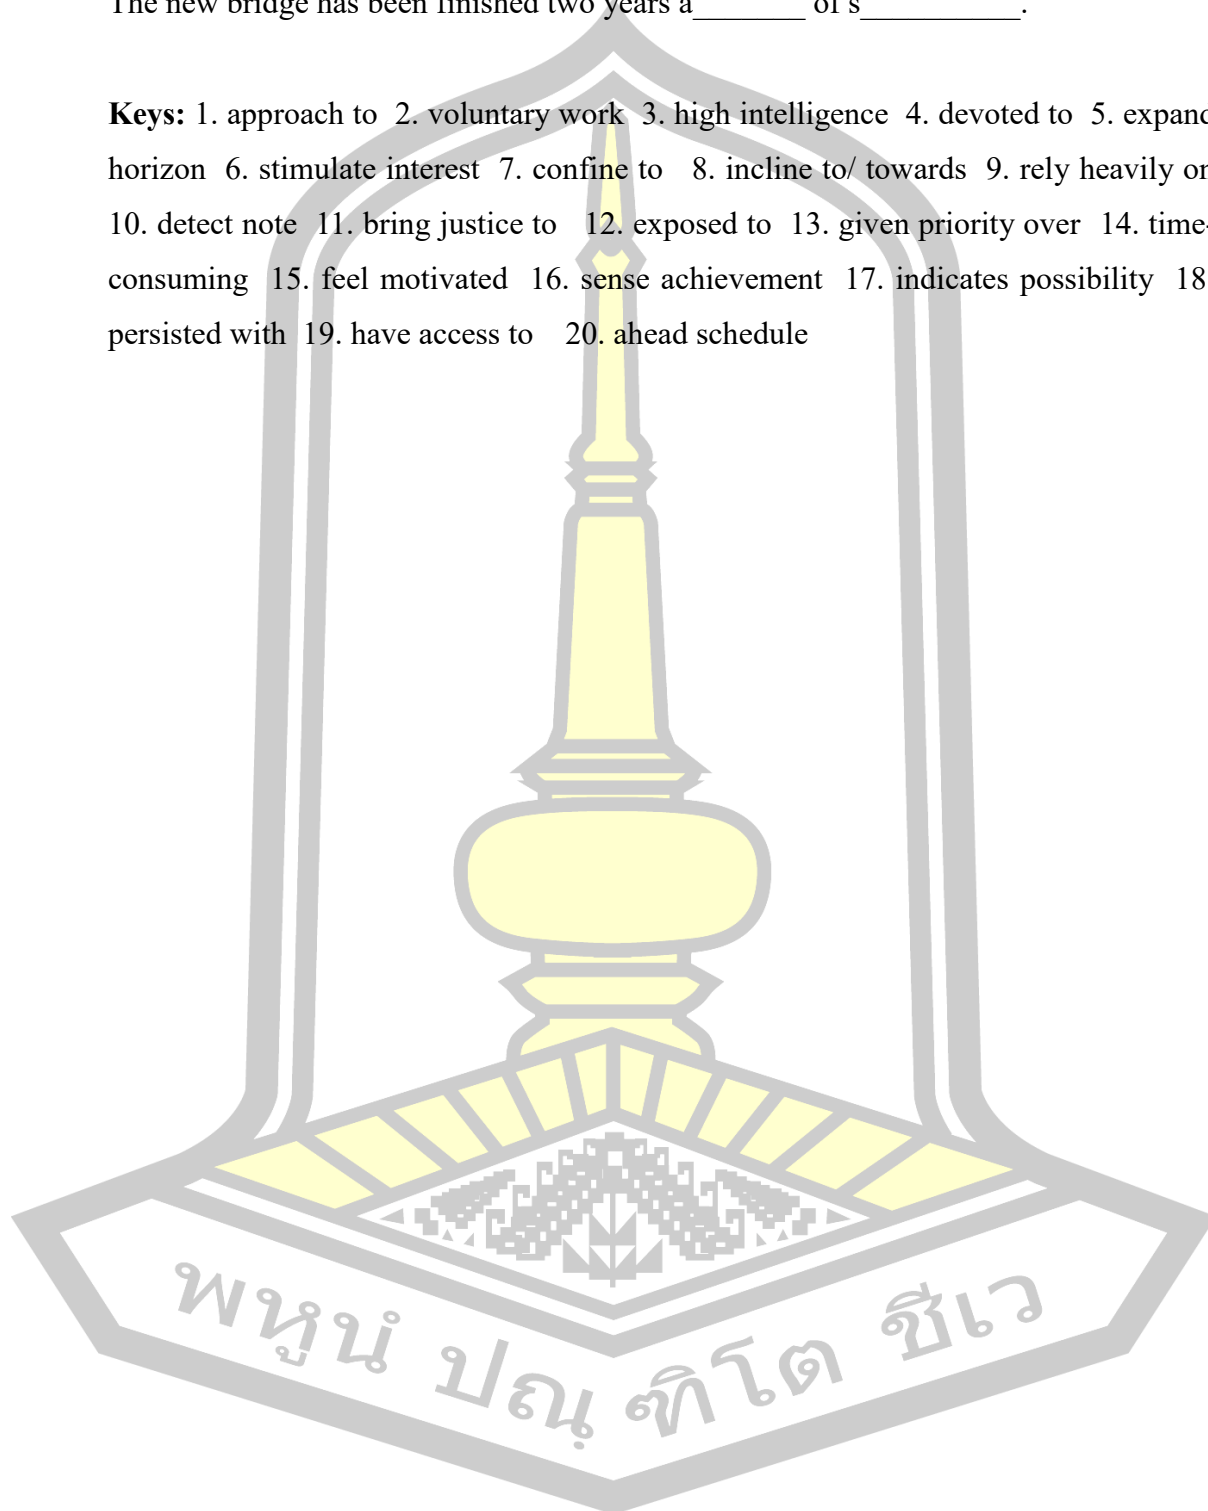 The new bridge has been finished two years a_______ of s__________.
Keys: 1. approach to 2. voluntary work 3. high intelligence 4. devoted to 5. expand
horizon 6. stimulate interest 7. confine to 8. incline to/ towards 9. rely heavily on
10. detect note 11. bring justice to 12. exposed to 13. given priority over 14. time-
consuming 15. feel motivated 16. sense achievement 17. indicates possibility 18
persisted with 19. have access to 20. ahead schedule
พหูนํ ปณฺฑิโต ชีเว